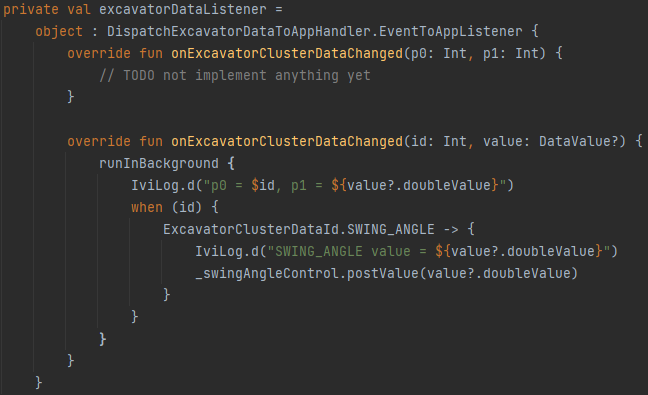 private val excavatorDataListener =
    object : DispatchExcavatorDataToAppHandler.EventToAppListener {
        override fun onExcavatorClusterDataChanged(p0: Int, p1: Int) {
            // TODO not implement anything yet
        }

        override fun onExcavatorClusterDataChanged(id: Int, value: DataValue?) {
            runInBackground {
                IviLog.d("p0 = $id, p1 = ${value?.doubleValue}")
                when (id) {
                    ExcavatorClusterDataId.SWING_ANGLE -> {
                        IviLog.d("SWING_ANGLE value = ${value?.doubleValue}")
                        _swingAngleControl.postValue(value?.doubleValue)
                    }
                }
            }
        }
    }